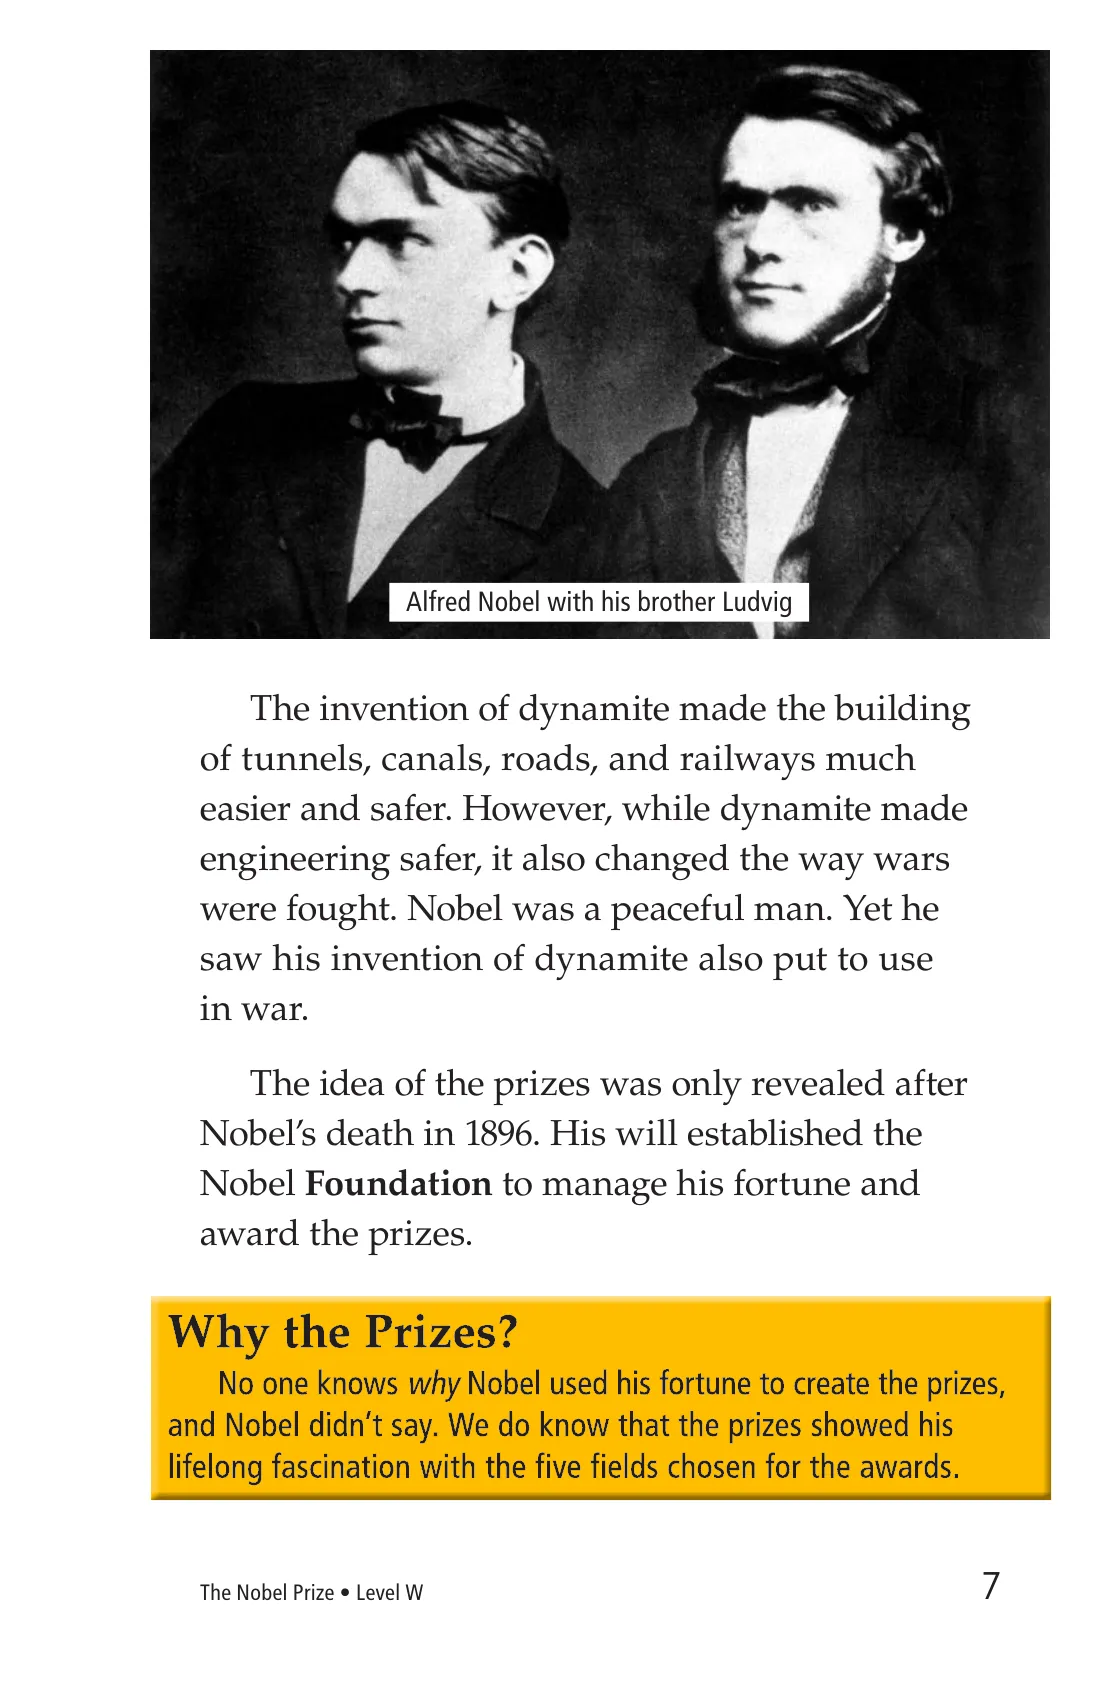 Alfred Nobel with his brother Ludvig
The invention of dynamite made the building
of tunnels, canals, roads, and railways much
easier and safer. However, while dynamite made
engineering safer, it also changed the way wars
were fought. Nobel was a peaceful man. Yet he
saw his invention of dynamite also put to use
in war.
The idea of the prizes was only revealed after
Nobel’s death in 1896. His will established the
Nobel Foundation to manage his fortune and
award the prizes.
Why the Prizes?
No one knows why Nobel used his fortune to create the prizes,
and Nobel didn’t say. We do know that the prizes showed his
lifelong fascination with the five fields chosen for the awards.
The Nobel Prize • Level W
7